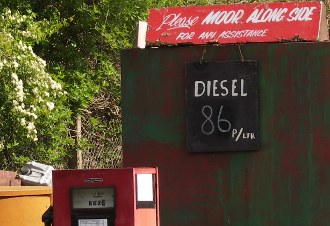 Please MOOR ALONG SIDE
FOR ANY ASSISTANCE
DIESEL
86
P/LTR